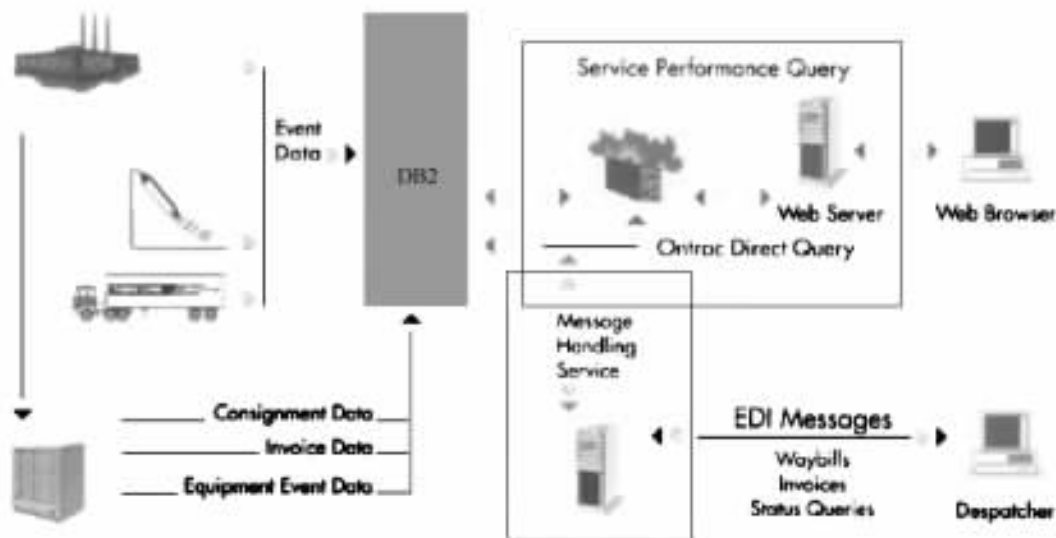 Service Performance Query
Event
Data
DB2
Web Server
Web Browser
Ontrac Direct Query
Message
Handling
Service
Consignment Data
Invoice Data
Equipment Event Data
EDI Messages
Waybills
Invoices
Status Queries
Despatcher